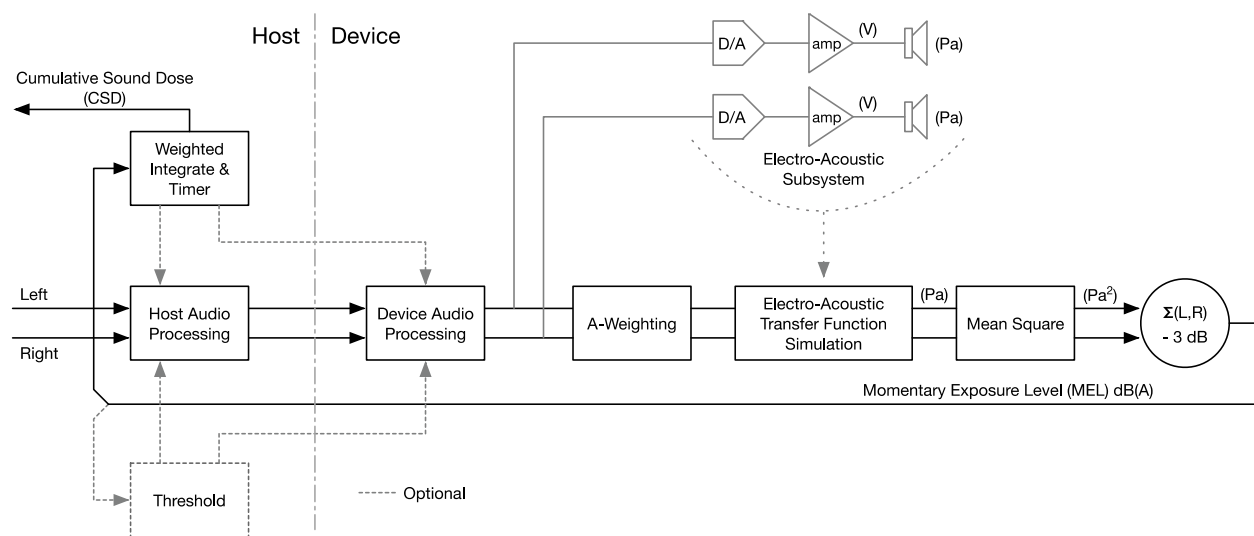 Host
Device
D/A
amp
(V)
(Pa)
Cumulative Sound Dose
(CSD)
D/A
amp
(V)
(Pa)
Weighted
Integrate &
Timer
Electro-Acoustic
Subsystem
Left
Right
Host Audio
Processing
Device Audio
Processing
A-Weighting
Electro-Acoustic
Transfer Function
Simulation
(Pa)
Mean Square
(Pa²)
Σ(L,R)
- 3 dB
Momentary Exposure Level (MEL) dB(A)
Threshold
Optional